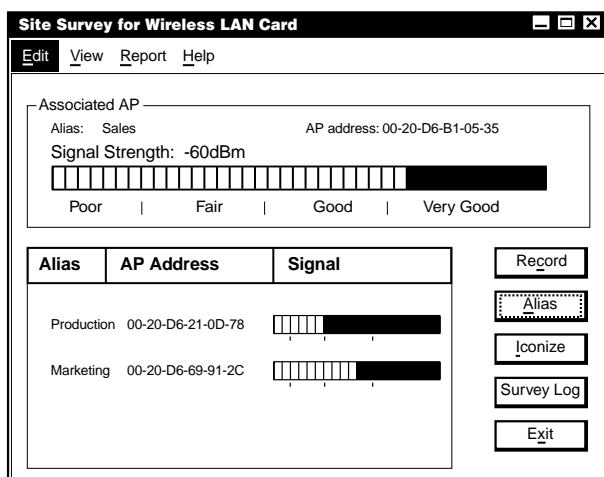 Site Survey for Wireless LAN Card
Edit View Report Help
Associated AP
Alias: Sales AP address: 00-20-D6-B1-05-35
Signal Strength: -60dBm
Poor | Fair | Good | Very Good
Alias AP Address Signal
Production 00-20-D6-21-0D-78
Marketing 00-20-D6-69-91-2C
Record
Alias
Iconize
Survey Log
Exit